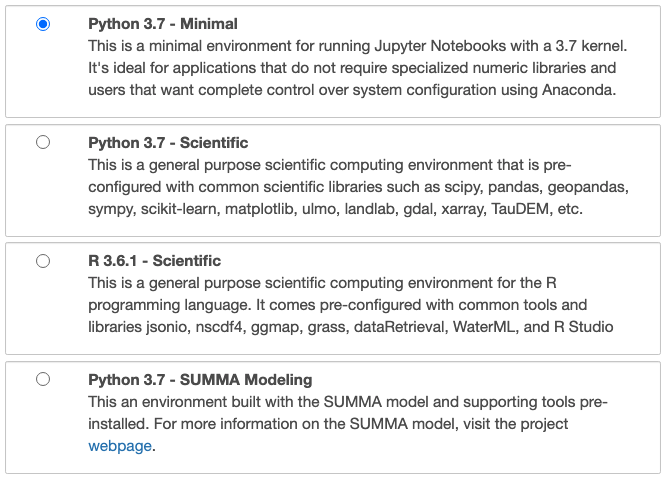 Python 3.7 - Minimal
This is a minimal environment for running Jupyter Notebooks with a 3.7 kernel.
It's ideal for applications that do not require specialized numeric libraries and
users that want complete control over system configuration using Anaconda.
Python 3.7 - Scientific
This is a general purpose scientific computing environment that is pre-
configured with common scientific libraries such as scipy, pandas, geopandas,
sympy, scikit-learn, matplotlib, ulmo, landlab, gdal, xarray, TauDEM, etc.
R 3.6.1 - Scientific
This is a general purpose scientific computing environment for the R
programming language. It comes pre-configured with common tools and
libraries jsonio, nscdf4, ggmap, grass, dataRetrieval, WaterML, and R Studio
Python 3.7 - SUMMA Modeling
This an environment built with the SUMMA model and supporting tools pre-
installed. For more information on the SUMMA model, visit the project
webpage.